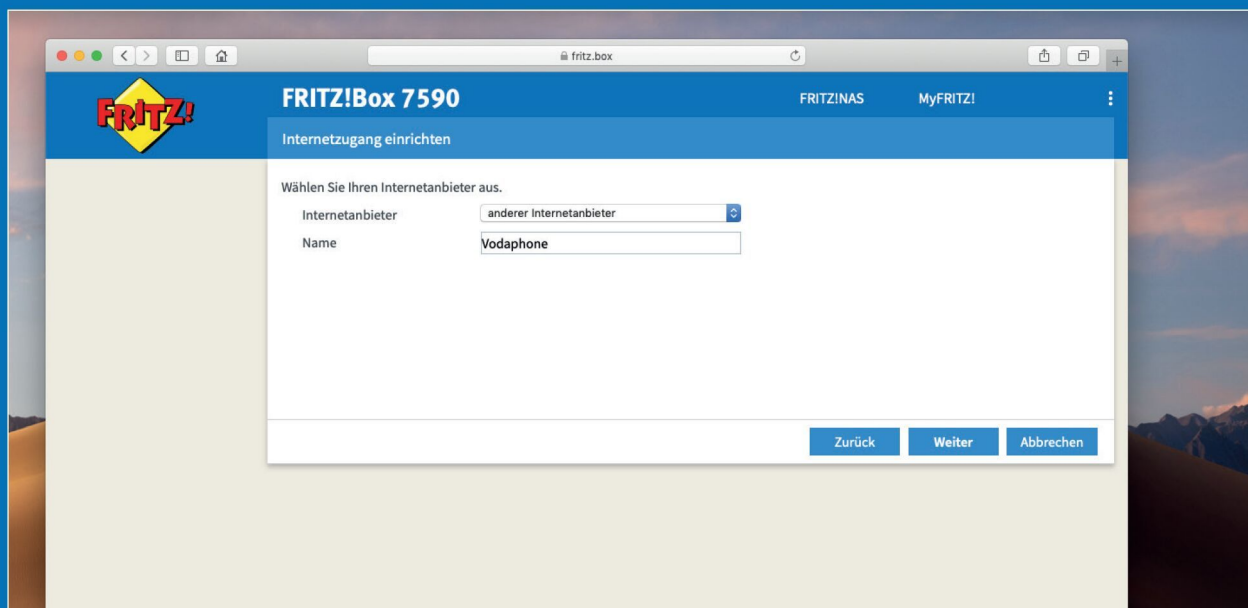 fritz.box
FRITZ!
FRITZ!Box 7590
FRITZ!NAS
MyFRITZ!
Internetzugang einrichten
Wählen Sie Ihren Internetanbieter aus.
Internetanbieter
anderer Internetanbieter
Name
Vodaphone
Zurück
Weiter
Abbrechen